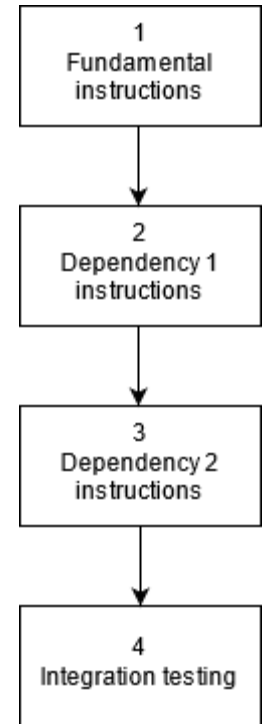 1
Fundamental
instructions
2
Dependency 1
instructions
3
Dependency 2
instructions
4
Integration testing